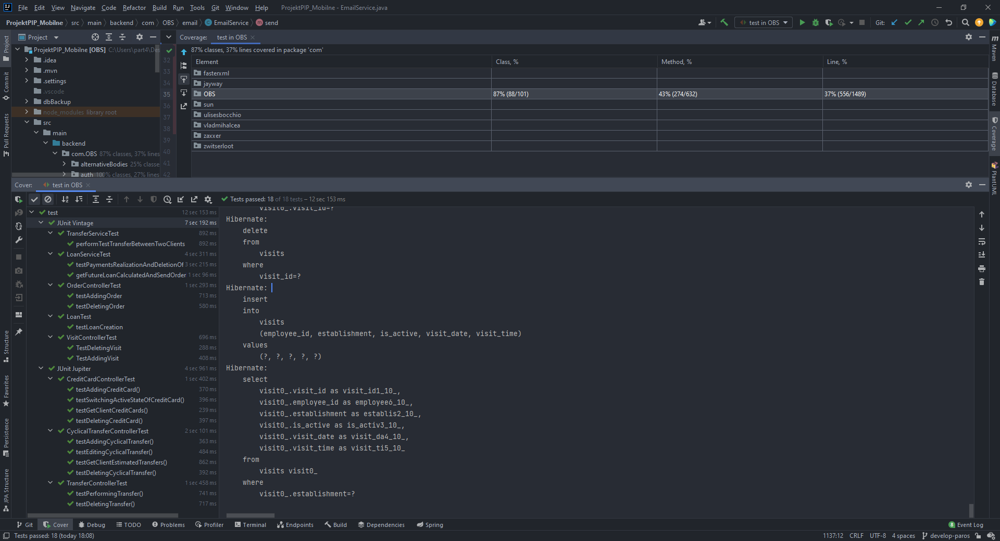 File Edit View Navigate Code Refactor Build Run Tools Git Window Help ProjektPIP_Mobilne - EmailService.java
ProjektPIP_Mobilne src main backend com OBS email EmailService send test in OBS Git:
Project
Coverage: test in OBS
ProjektPIP_Mobilne [OBS] C:\Users\part4\Des
.idea
.mvn
.settings
.vscode
dbBackup
node_modules library root
src
main
backend
com.OBS 87% classes, 37% lines
alternativeBodies 25% classe
auth 100% classes, 27% lines
32
33
34
35
36
37
38
39
40
41
42
87% classes, 37% lines covered in package 'com'
Element Class, % Method, % Line, %
fasterxml
jayway
OBS 87% (88/101) 43% (274/632) 37% (556/1489)
sun
ulisesbocchio
vladmihalcea
zaxxer
zwitserloot
Cover: test in OBS
Tests passed: 18 of 18 tests – 12 sec 153 ms
test 12 sec 153 ms
JUnit Vintage 7 sec 192 ms
TransferServiceTest 892 ms
performTestTransferBetweenTwoClients 892 ms
LoanServiceTest 4 sec 311 ms
testPaymentsRealizationAndDeletionOf 3 sec 215 ms
getFutureLoanCalculatedAndSendOrder 1 sec 96 ms
OrderControllerTest 1 sec 293 ms
testAddingOrder 713 ms
testDeletingOrder 580 ms
LoanTest
testLoanCreation
VisitControllerTest 696 ms
TestDeletingVisit 288 ms
TestAddingVisit 408 ms
JUnit Jupiter 4 sec 961 ms
CreditCardControllerTest 1 sec 402 ms
testAddingCreditCard() 370 ms
testSwitchingActiveStateOfCreditCard() 396 ms
testGetClientCreditCards() 239 ms
testDeletingCreditCard() 397 ms
CyclicalTransferControllerTest 2 sec 101 ms
testAddingCyclicalTransfer() 363 ms
testEditingCyclicalTransfer() 484 ms
testGetClientEstimatedTransfers() 862 ms
testDeletingCyclicalTransfer() 392 ms
TransferControllerTest 1 sec 458 ms
testPerformingTransfer() 741 ms
testDeletingTransfer() 717 ms
visit0_.visit_id=?
Hibernate:
delete
from
visits
where
visit_id=?
Hibernate:
insert
into
visits
(employee_id, establishment, is_active, visit_date, visit_time)
values
(?, ?, ?, ?, ?)
Hibernate:
select
visit0_.visit_id as visit_id1_10_,
visit0_.employee_id as employee6_10_,
visit0_.establishment as establis2_10_,
visit0_.is_active as is_activ3_10_,
visit0_.visit_date as visit_da4_10_,
visit0_.visit_time as visit_ti5_10_
from
visits visit0_
where
visit0_.establishment=?
Project
Commit
Pull Requests
Structure
Favorites
Persistence
JPA Structure
Maven
Database
Coverage
PlantUML
Git Cover Debug TODO Problems Profiler Terminal Endpoints Build Dependencies Spring 8 Event Log
Tests passed: 18 (today 18:08) 1137:12 CRLF UTF-8 4 spaces develop-paros